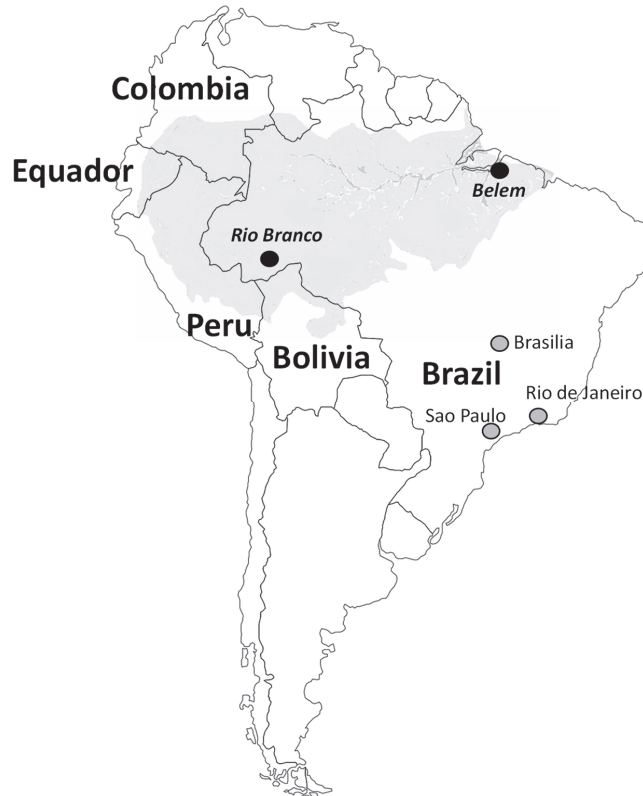 Colombia
Equador
Belem
Rio Branco
Peru
Bolivia
Brasilia
Brazil
Rio de Janeiro
Sao Paulo